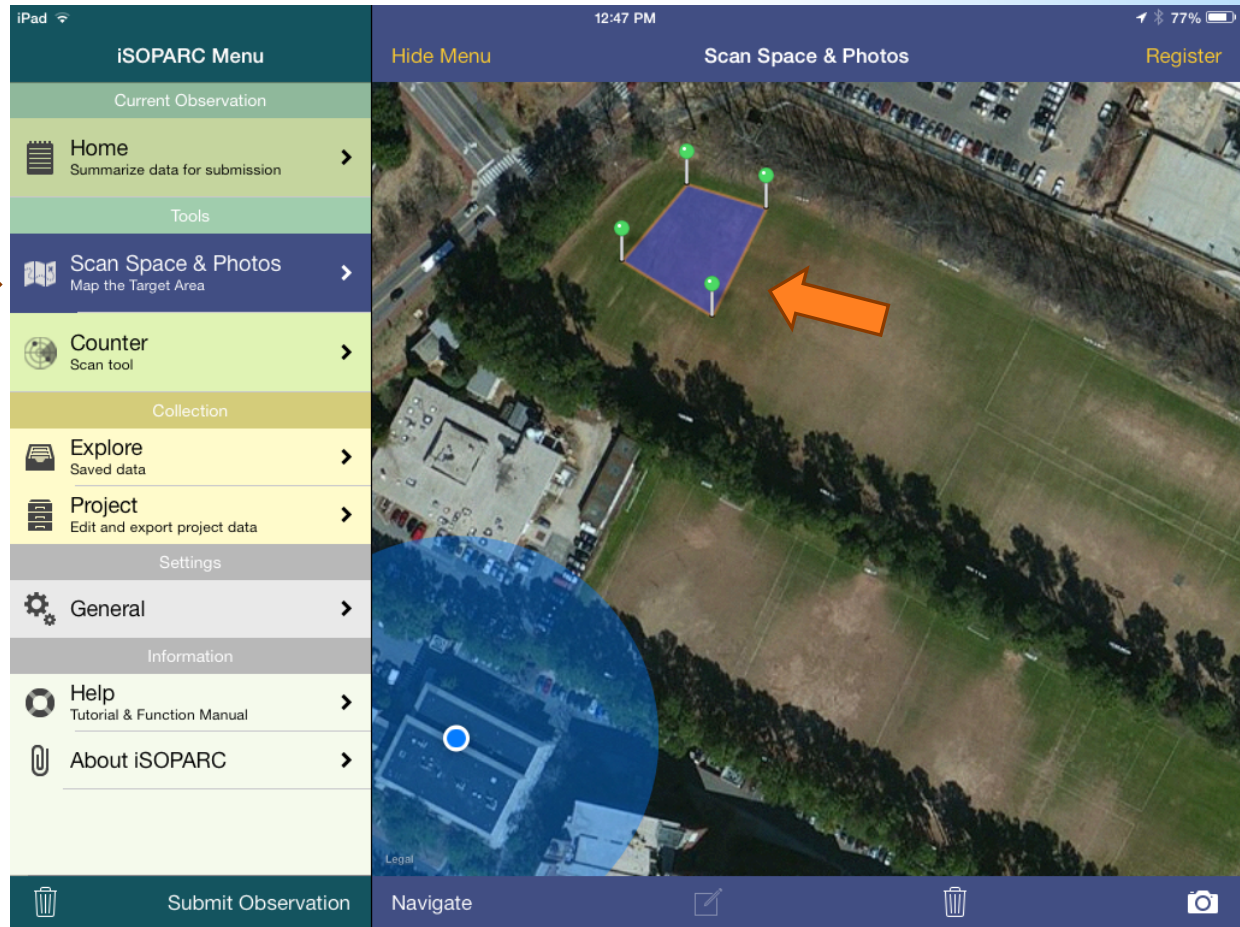 iPad 12:47 PM 77%
iSOPARC Menu
Hide Menu Scan Space & Photos Register
Current Observation
Home
Summarize data for submission
Tools
Scan Space & Photos
Map the Target Area
Counter
Scan tool
Collection
Explore
Saved data
Project
Edit and export project data
Settings
General
Information
Help
Tutorial & Function Manual
About iSOPARC
Legal
Submit Observation Navigate